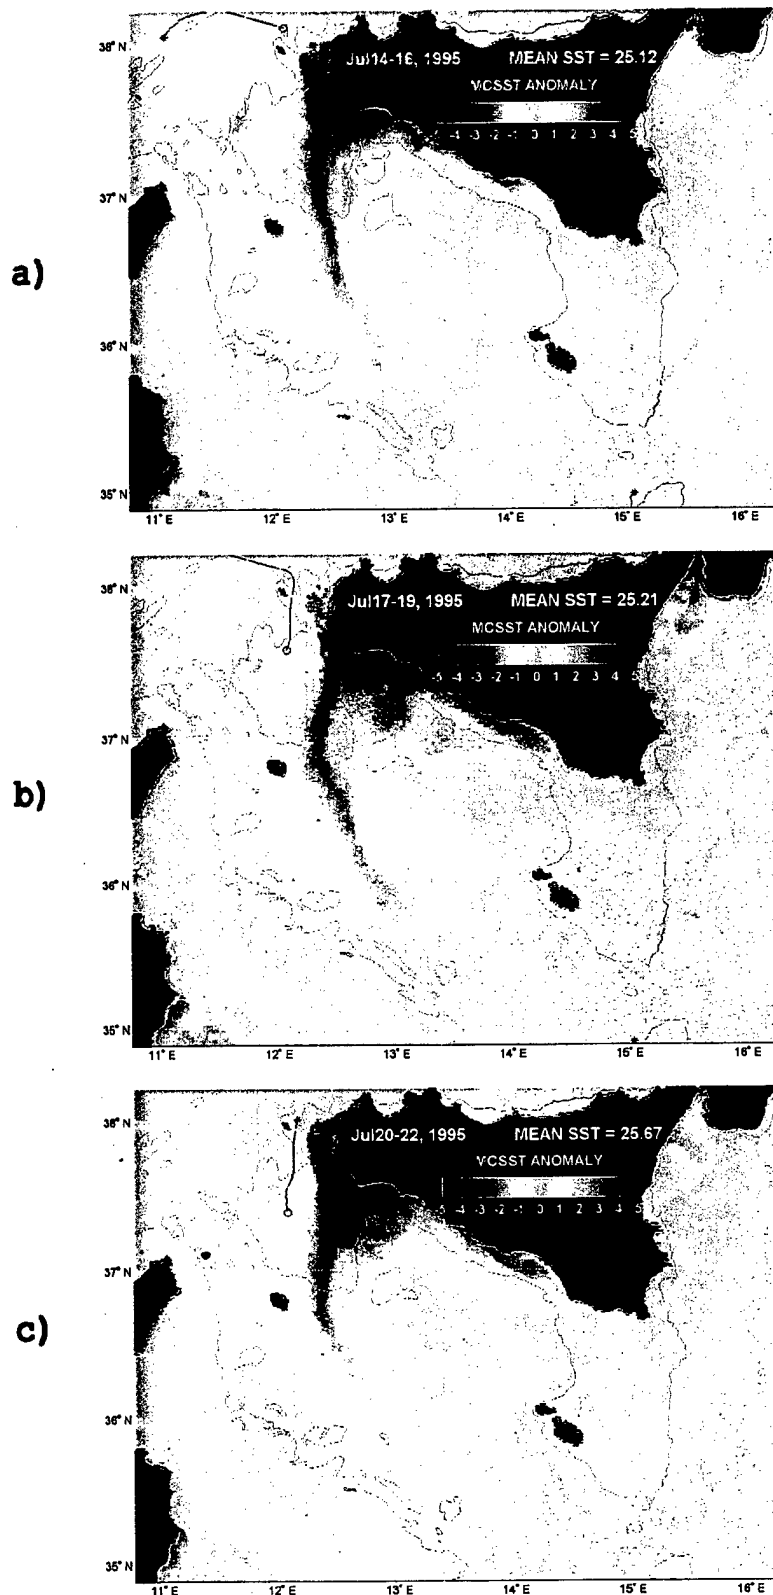 a)
Jul14-16, 1995 MEAN SST = 25.12
MCSST ANOMALY
-5 -4 -3 -2 -1 0 1 2 3 4 5
38° N
37° N
36° N
35° N
11° E 12° E 13° E 14° E 15° E 16° E
b)
Jul17-19, 1995 MEAN SST = 25.21
MCSST ANOMALY
-5 -4 -3 -2 -1 0 1 2 3 4 5
38° N
37° N
36° N
35° N
11° E 12° E 13° E 14° E 15° E 16° E
c)
Jul20-22, 1995 MEAN SST = 25.67
MCSST ANOMALY
-5 -4 -3 -2 -1 0 1 2 3 4 5
38° N
37° N
36° N
35° N
11° E 12° E 13° E 14° E 15° E 16° E